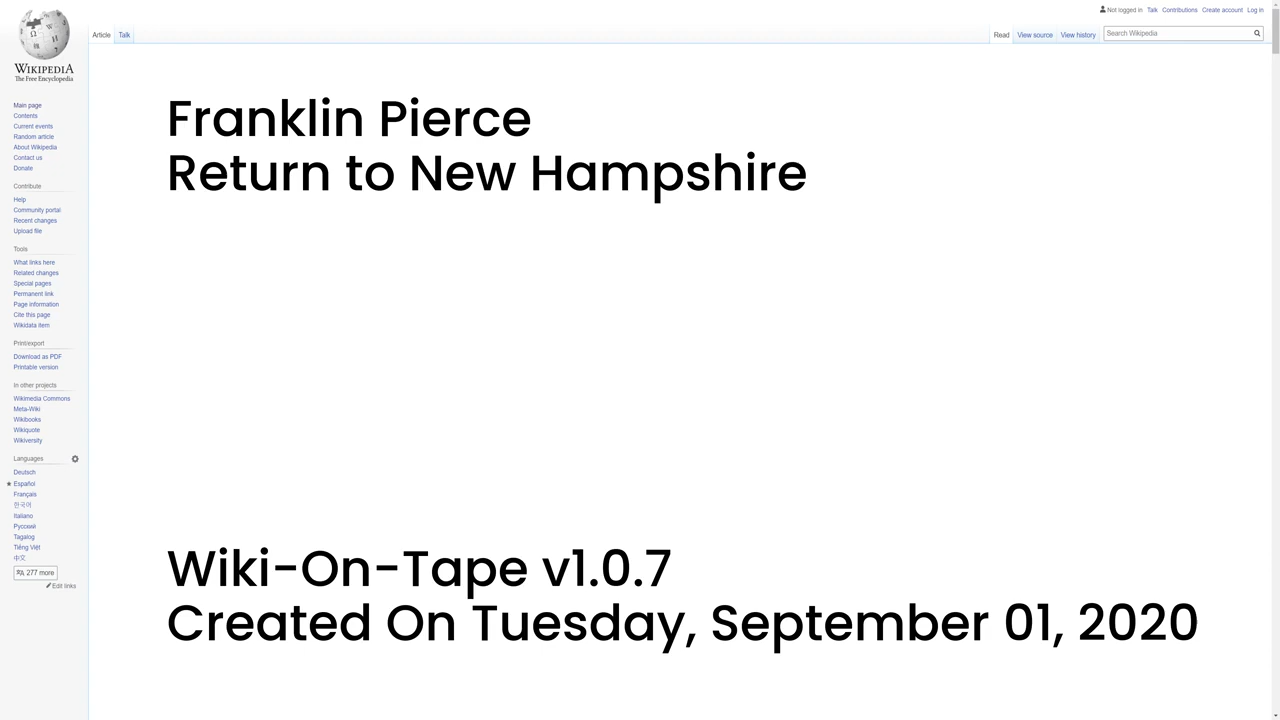 Not logged in Talk Contributions Create account Log in
Article Talk Read View source View history Search Wikipedia
WIKIPEDIA
The Free Encyclopedia
Main page
Contents
Current events
Random article
About Wikipedia
Contact us
Donate
Contribute
Help
Community portal
Recent changes
Upload file
Tools
What links here
Related changes
Special pages
Permanent link
Page information
Cite this page
Wikidata item
Print/export
Download as PDF
Printable version
In other projects
Wikimedia Commons
Meta-Wiki
Wikibooks
Wikiquote
Wikiversity
Languages
Deutsch
Español
Français
한국어
Italiano
Русский
Tagalog
Tiếng Việt
中文
277 more
Edit links
Franklin Pierce
Return to New Hampshire
Wiki-On-Tape v1.0.7
Created On Tuesday, September 01, 2020